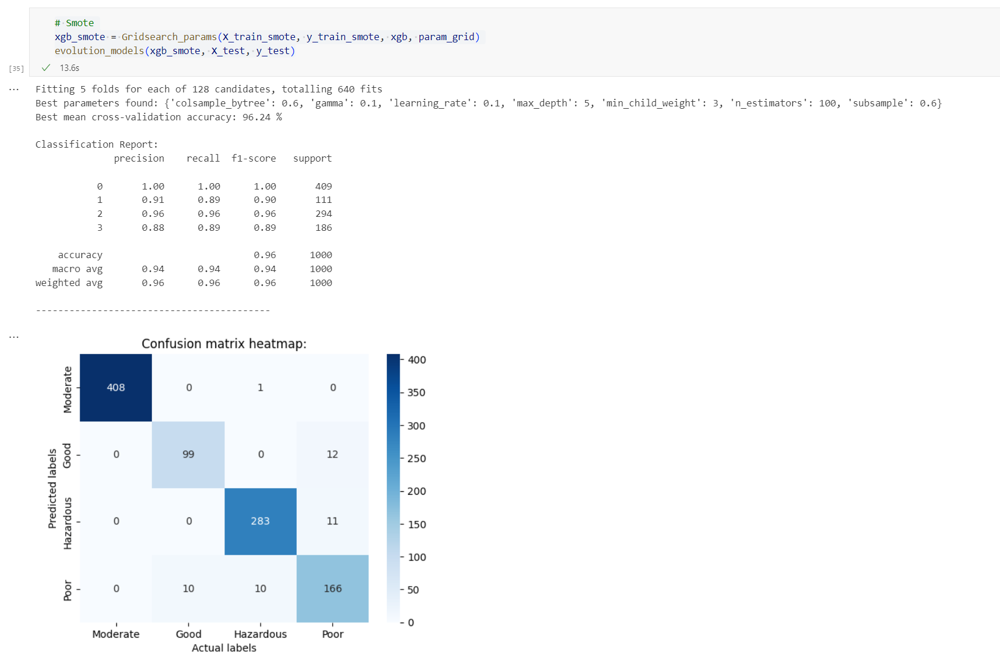 # Smote
xgb_smote = Gridsearch_params(X_train_smote, y_train_smote, xgb, param_grid)
evolution_models(xgb_smote, X_test, y_test)
[35] ✓ 13.6s
... Fitting 5 folds for each of 128 candidates, totalling 640 fits
Best parameters found: {'colsample_bytree': 0.6, 'gamma': 0.1, 'learning_rate': 0.1, 'max_depth': 5, 'min_child_weight': 3, 'n_estimators': 100, 'subsample': 0.6}
Best mean cross-validation accuracy: 96.24 %
Classification Report:
precision recall f1-score support
0 1.00 1.00 1.00 409
1 0.91 0.89 0.90 111
2 0.96 0.96 0.96 294
3 0.88 0.89 0.89 186
accuracy 0.96 1000
macro avg 0.94 0.94 0.94 1000
weighted avg 0.96 0.96 0.96 1000
------------------------------------------
...
Confusion matrix heatmap:
Predicted labels
Moderate 408 0 1 0
Good 0 99 0 12
Hazardous 0 0 283 11
Poor 0 10 10 166
Moderate Good Hazardous Poor
Actual labels
400
350
300
250
200
150
100
50
0